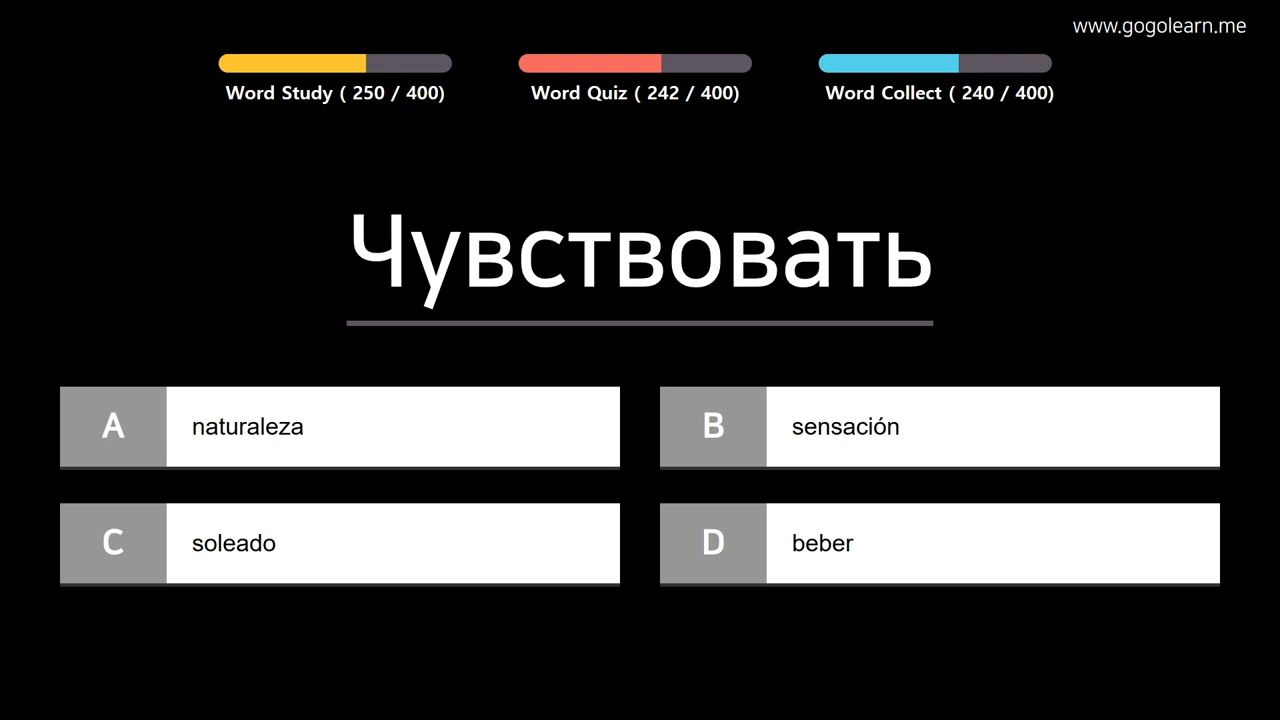 www.gogolearn.me
Word Study ( 250 / 400)
Word Quiz ( 242 / 400)
Word Collect ( 240 / 400)
Чувствовать
A naturaleza
B sensación
C soleado
D beber